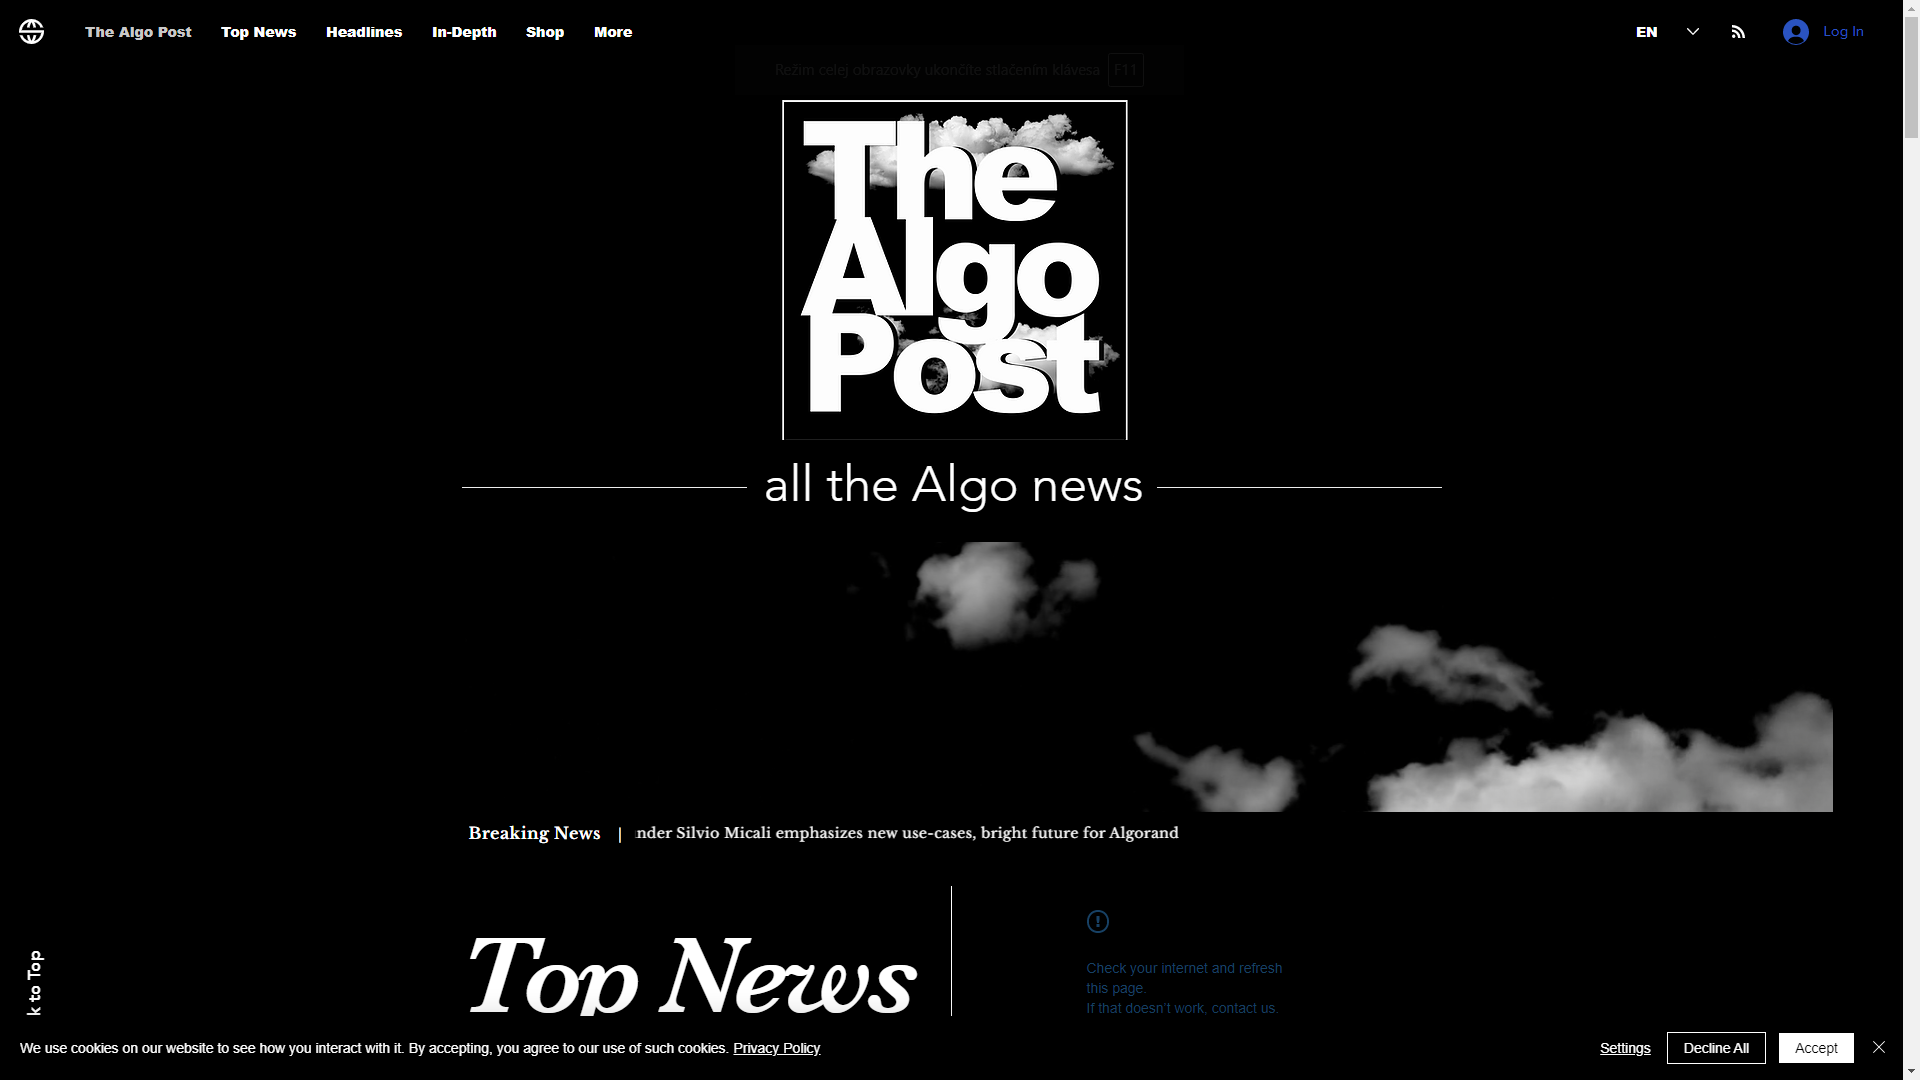 The Algo Post
Top News
Headlines
In-Depth
Shop
More
EN
Log In
Režim celej obrazovky ukončíte stlačením klávesa F11
The
Algo
Post
all the Algo news
Breaking News | nder Silvio Micali emphasizes new use-cases, bright future for Algorand
Top News
Check your internet and refresh
this page.
If that doesn't work, contact us.
k to Top
We use cookies on our website to see how you interact with it. By accepting, you agree to our use of such cookies. Privacy Policy
Settings
Decline All
Accept